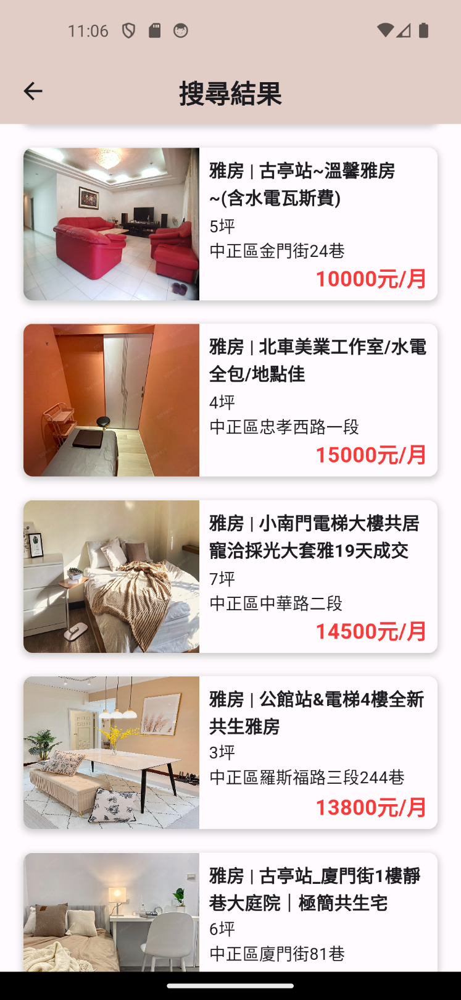 11:06
搜尋結果
雅房 | 古亭站~溫馨雅房
~(含水電瓦斯費)
5坪
中正區金門街24巷
10000元/月
雅房 | 北車美業工作室/水電
全包/地點佳
4坪
中正區忠孝西路一段
15000元/月
雅房 | 小南門電梯大樓共居
寵洽採光大套雅19天成交
7坪
中正區中華路二段
14500元/月
雅房 | 公館站&電梯4樓全新
共生雅房
3坪
中正區羅斯福路三段244巷
13800元/月
雅房 | 古亭站_廈門街1樓靜
巷大庭院｜極簡共生宅
6坪
中正區廈門街81巷